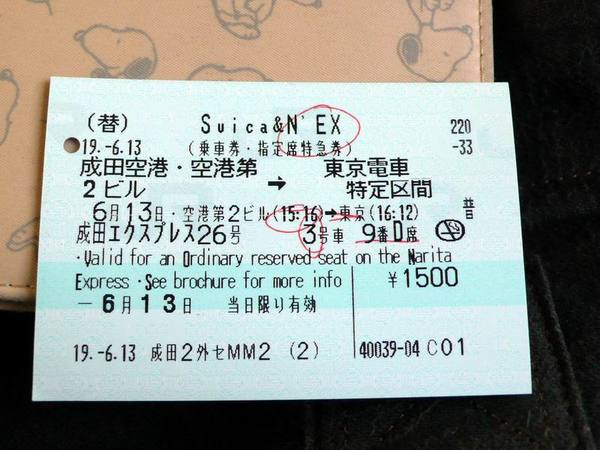 (替) Suica&N'EX 220
19.-6.13 (乗車券・指定席特急券) -33
成田空港・空港第 東京電車
2ビル → 特定区間
6月13日・空港第2ビル(15:16)→東京(16:12) 普
成田エクスプレス26号 3号車 9番D席
・Valid for an Ordinary reserved seat on the Narita
Express・See brochure for more info ¥1500
－6月13日 当日限り有効
19.-6.13 成田2外セMM2 (2) 40039-04 C01